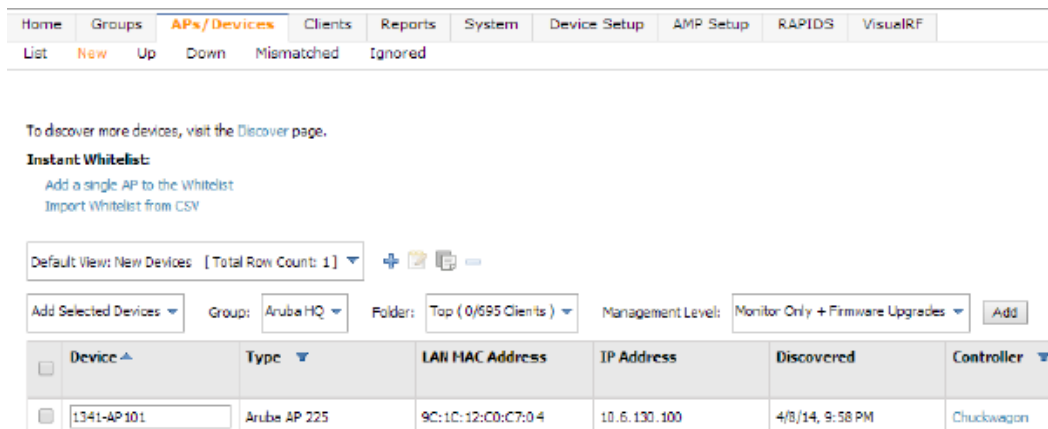 Home Groups APs/Devices Clients Reports System Device Setup AMP Setup RAPIDS VisualRF
List New Up Down Mismatched Ignored
To discover more devices, visit the Discover page.
Instant Whitelist:
Add a single AP to the Whitelist
Import Whitelist from CSV
Default View: New Devices [ Total Row Count: 1 ]
Add Selected Devices Group: Aruba HQ Folder: Top ( 0/695 Clients ) Management Level: Monitor Only + Firmware Upgrades Add
Device Type LAN MAC Address IP Address Discovered Controller
1341-AP101 Aruba AP 225 9C:1C:12:C0:C7:04 10.6.130.100 4/8/14, 9:58 PM Chuckwagon